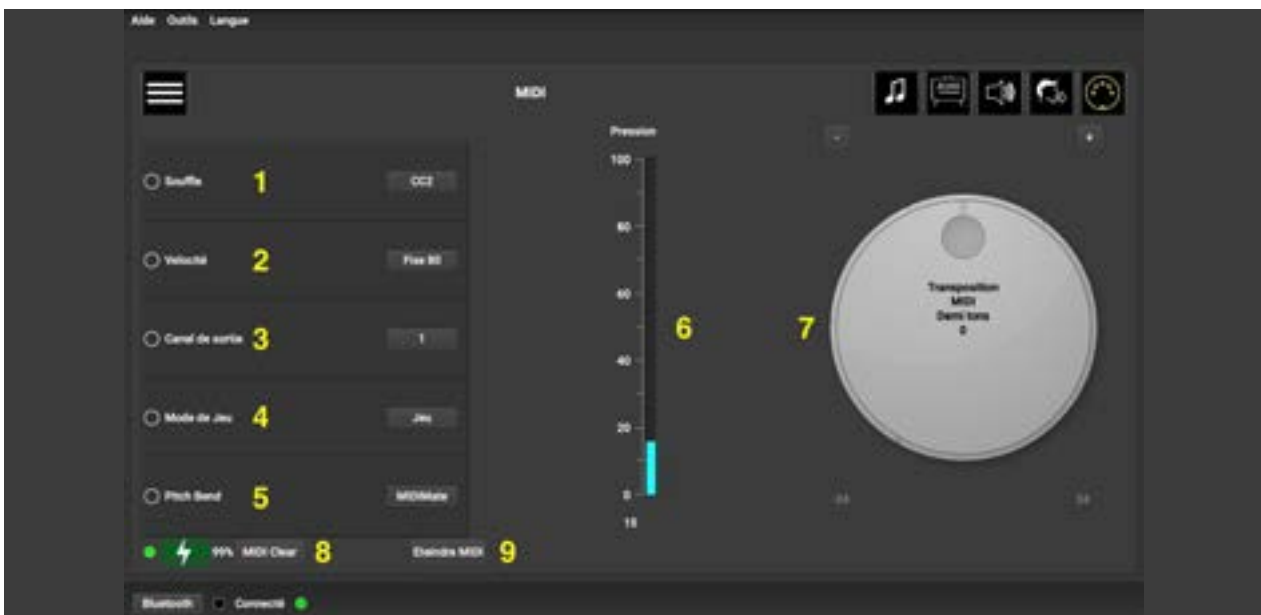 Aide Outils Langue
MIDI
Pression
- +
100
Souffle 1 CC2
80
Velocité 2 Fixe 80
60
Transposition
MIDI
Demi tons
0
Canal de sortie 3 1
6 7
40
Mode de Jeu 4 Jeu
20
Pitch Bend 5 MIDIMate
0
15
99% MIDI Clear 8 Eteindre MIDI 9
Bluetooth Connecté